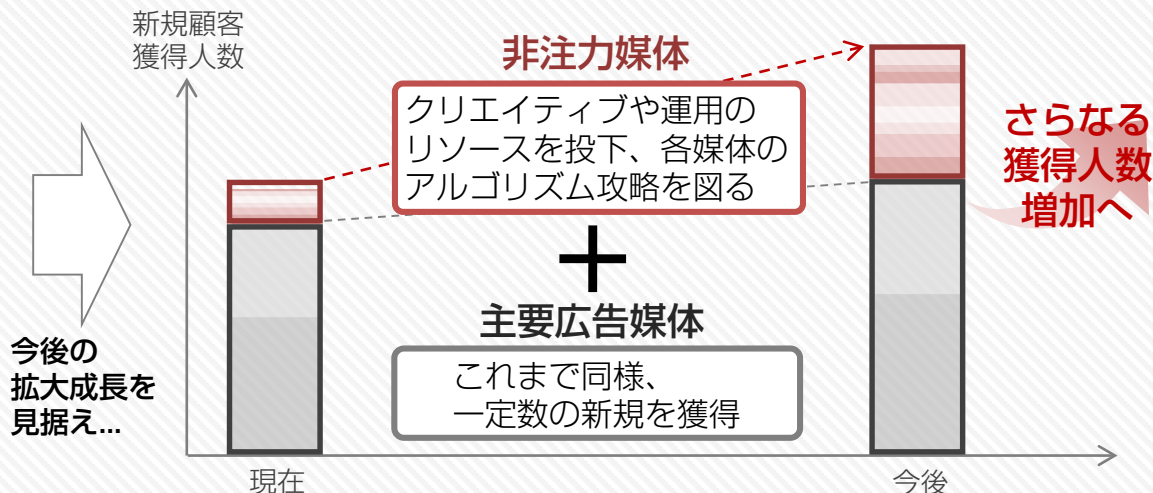 新規顧客
獲得人数
非注力媒体
クリエイティブや運用の
リソースを投下、各媒体の
アルゴリズム攻略を図る
さらなる
獲得人数
増加へ
＋
主要広告媒体
これまで同様、
一定数の新規を獲得
今後の
拡大成長を
見据え...
現在
今後